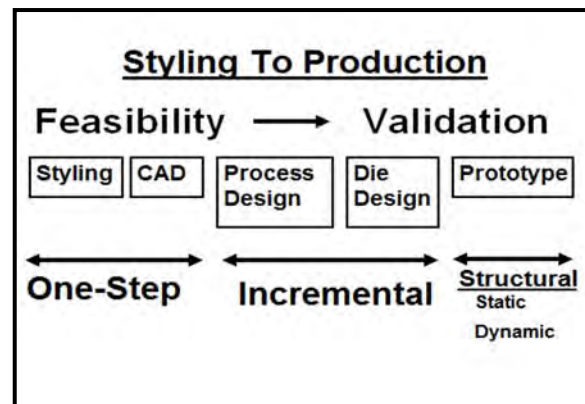 Styling To Production
Feasibility Validation
Styling CAD Process Design Die Design Prototype
One-Step Incremental Structural
Static
Dynamic